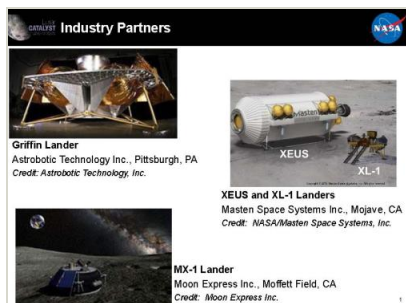 CATALYST
Industry Partners
NASA
Griffin Lander
Astrobotic Technology Inc., Pittsburgh, PA
Credit: Astrobotic Technology, Inc.
Masten
XEUS
XL-1
XEUS and XL-1 Landers
Masten Space Systems Inc., Mojave, CA
Credit: NASA/Masten Space Systems, Inc.
MX-1 Lander
Moon Express Inc., Moffett Field, CA
Credit: Moon Express Inc.